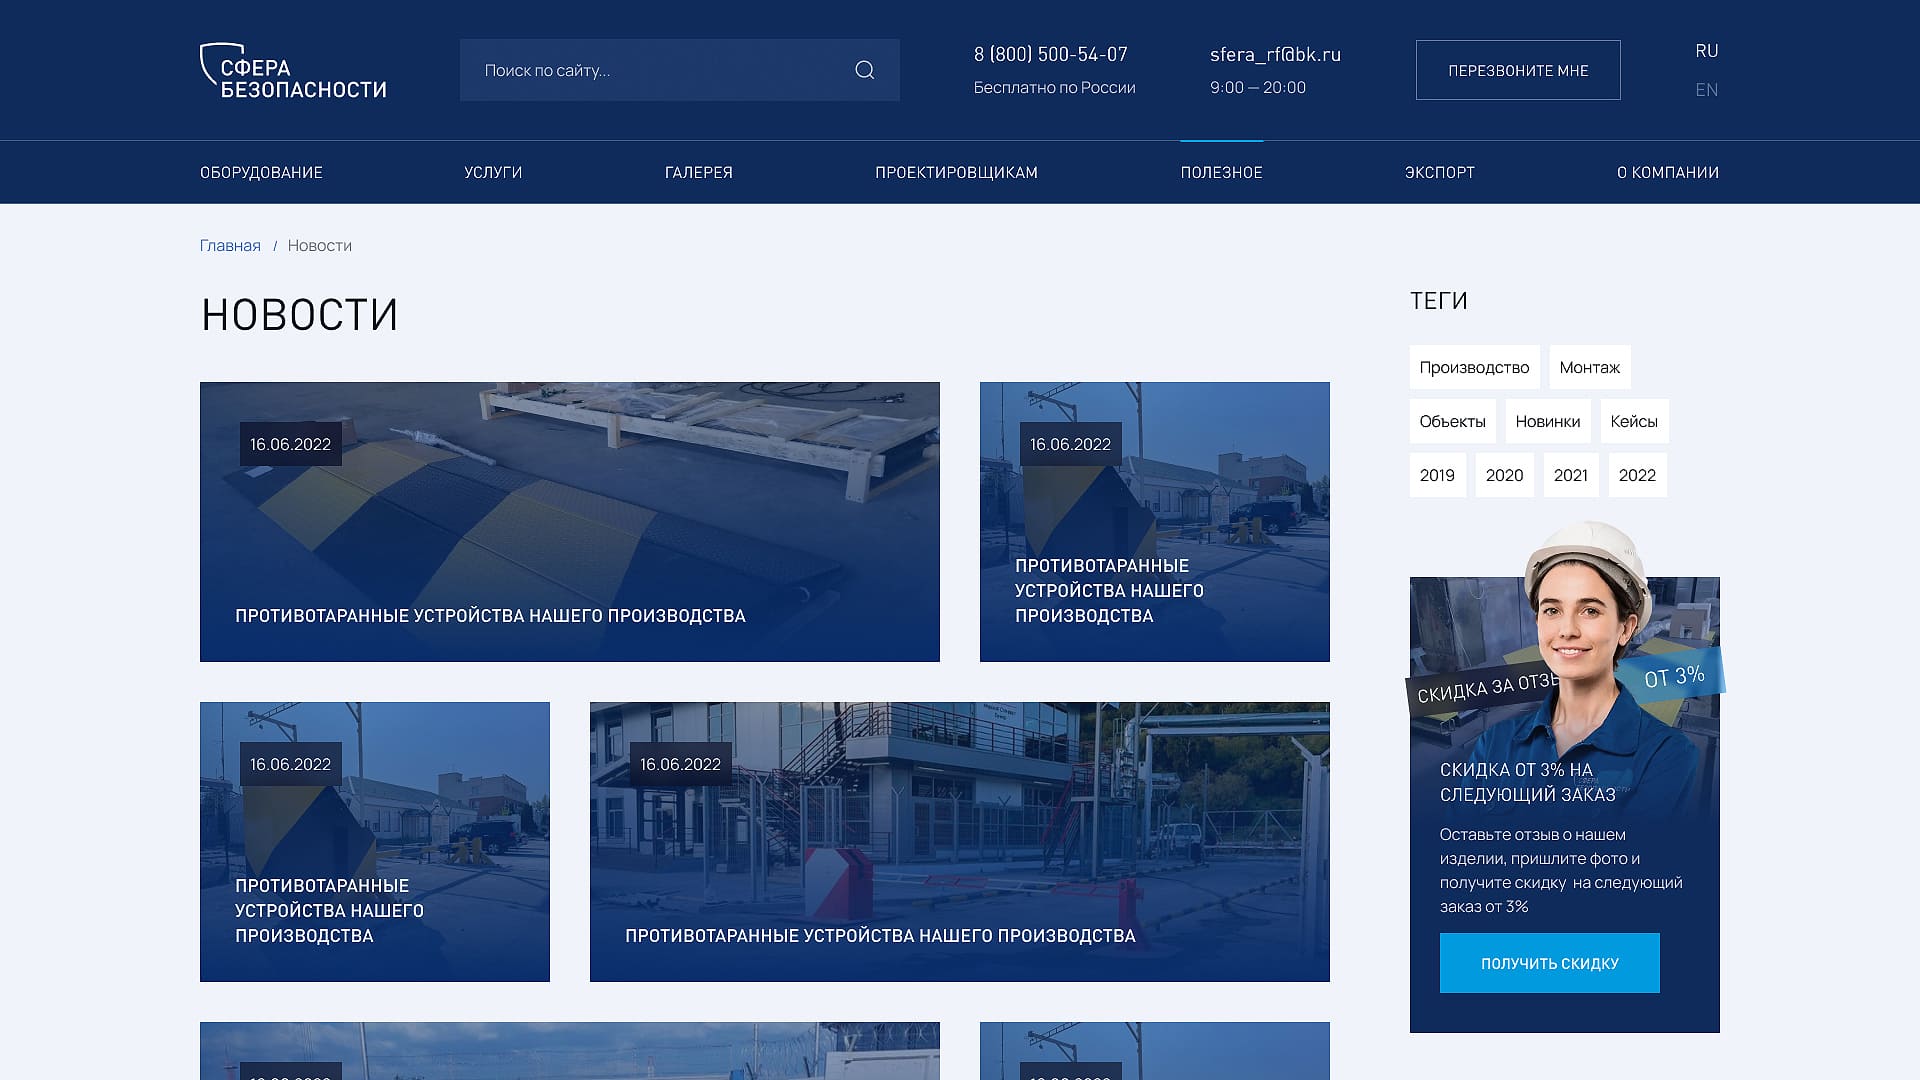 СФЕРА
БЕЗОПАСНОСТИ
Поиск по сайту...
8 (800) 500-54-07
Бесплатно по России
sfera_rf@bk.ru
9:00 — 20:00
ПЕРЕЗВОНИТЕ МНЕ
RU
EN
ОБОРУДОВАНИЕ
УСЛУГИ
ГАЛЕРЕЯ
ПРОЕКТИРОВЩИКАМ
ПОЛЕЗНОЕ
ЭКСПОРТ
О КОМПАНИИ
Главная / Новости
НОВОСТИ
16.06.2022
ПРОТИВОТАРАННЫЕ УСТРОЙСТВА НАШЕГО ПРОИЗВОДСТВА
16.06.2022
ПРОТИВОТАРАННЫЕ
УСТРОЙСТВА НАШЕГО
ПРОИЗВОДСТВА
16.06.2022
ПРОТИВОТАРАННЫЕ
УСТРОЙСТВА НАШЕГО
ПРОИЗВОДСТВА
16.06.2022
ПРОТИВОТАРАННЫЕ УСТРОЙСТВА НАШЕГО ПРОИЗВОДСТВА
ТЕГИ
Производство
Монтаж
Объекты
Новинки
Кейсы
2019
2020
2021
2022
СКИДКА ЗА
ОТ 3%
СКИДКА ОТ 3% НА
СЛЕДУЮЩИЙ ЗАКАЗ
Оставьте отзыв о нашем
изделии, пришлите фото и
получите скидку на следующий
заказ от 3%
ПОЛУЧИТЬ СКИДКУ